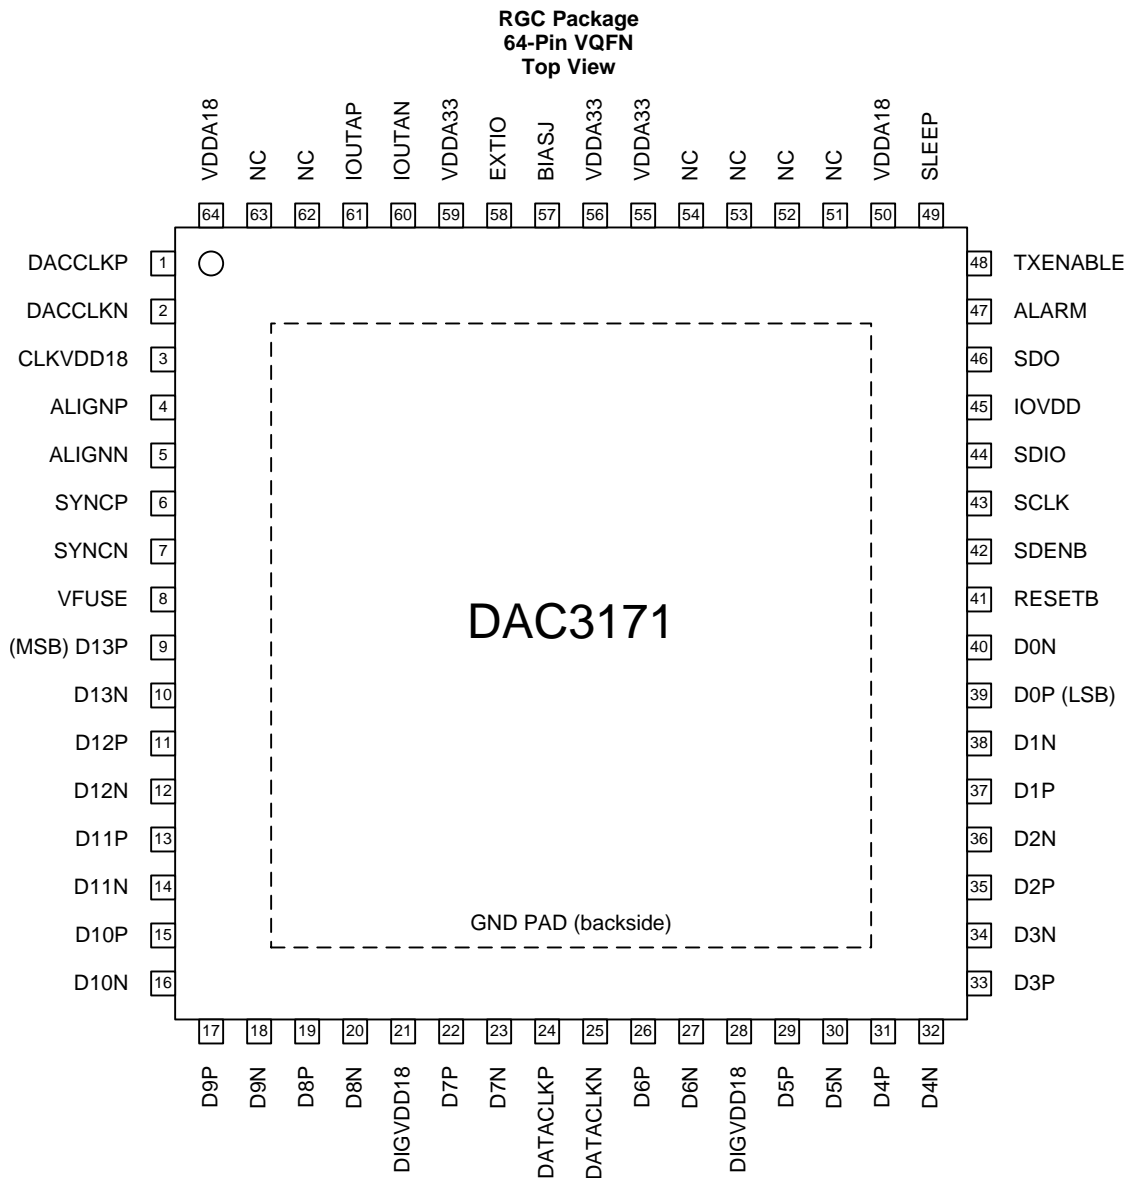 RGC Package
64-Pin VQFN
Top View
VDDA18
NC
NC
IOUTAP
IOUTAN
VDDA33
EXTIO
BIASJ
VDDA33
VDDA33
NC
NC
NC
NC
VDDA18
SLEEP
64 63 62 61 60 59 58 57 56 55 54 53 52 51 50 49
DACCLKP 1
DACCLKN 2
CLKVDD18 3
ALIGNP 4
ALIGNN 5
SYNCP 6
SYNCN 7
VFUSE 8
(MSB) D13P 9
D13N 10
D12P 11
D12N 12
D11P 13
D11N 14
D10P 15
D10N 16
DAC3171
GND PAD (backside)
48 TXENABLE
47 ALARM
46 SDO
45 IOVDD
44 SDIO
43 SCLK
42 SDENB
41 RESETB
40 D0N
39 D0P (LSB)
38 D1N
37 D1P
36 D2N
35 D2P
34 D3N
33 D3P
17 18 19 20 21 22 23 24 25 26 27 28 29 30 31 32
D9P
D9N
D8P
D8N
DIGVDD18
D7P
D7N
DATACLKP
DATACLKN
D6P
D6N
DIGVDD18
D5P
D5N
D4P
D4N